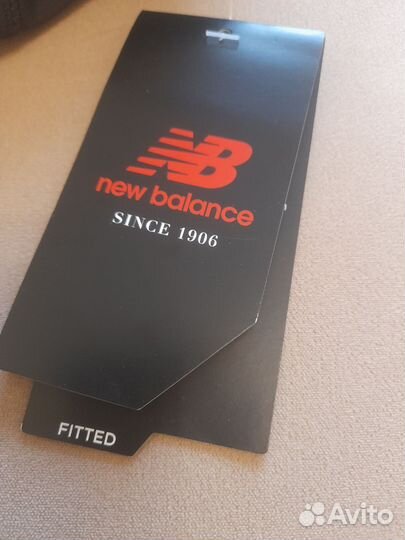 NB
new balance
SINCE 1906
FITTED
Avito